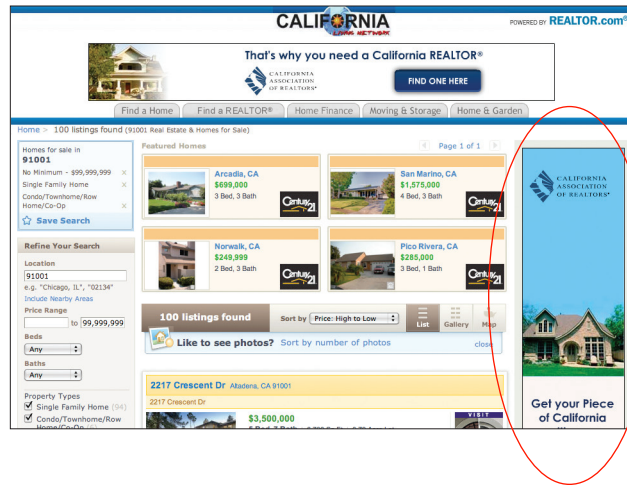 CALIFORNIA
LIVING NETWORK
POWERED BY REALTOR.com®
That's why you need a California REALTOR®
CALIFORNIA
ASSOCIATION
OF REALTORS®
FIND ONE HERE
Find a Home
Find a REALTOR®
Home Finance
Moving & Storage
Home & Garden
Home > 100 listings found (91001 Real Estate & Homes for Sale)
Homes for sale in
91001
No Minimum - $99,999,999 X
Single Family Home X
Condo/Townhome/Row
Home/Co-Op X
Save Search
Refine Your Search
Location
91001
e.g. "Chicago, IL", "02134"
Include Nearby Areas
Price Range
to 99,999,999
Beds
Any
Baths
Any
Property Types
Single Family Home (94)
Condo/Townhome/Row
Featured Homes
Page 1 of 1
Arcadia, CA
$699,000
3 Bed, 3 Bath
Century 21
San Marino, CA
$1,575,000
4 Bed, 3 Bath
Century 21
Norwalk, CA
$249,999
2 Bed, 3 Bath
Century 21
Pico Rivera, CA
$285,000
3 Bed, 1 Bath
Century 21
100 listings found
Sort by Price: High to Low
List
Gallery
Map
Like to see photos? Sort by number of photos
close
2217 Crescent Dr Altadena, CA 91001
2217 Crescent Dr
$3,500,000
VISIT
CALIFORNIA
ASSOCIATION
OF REALTORS®
Get your Piece
of California